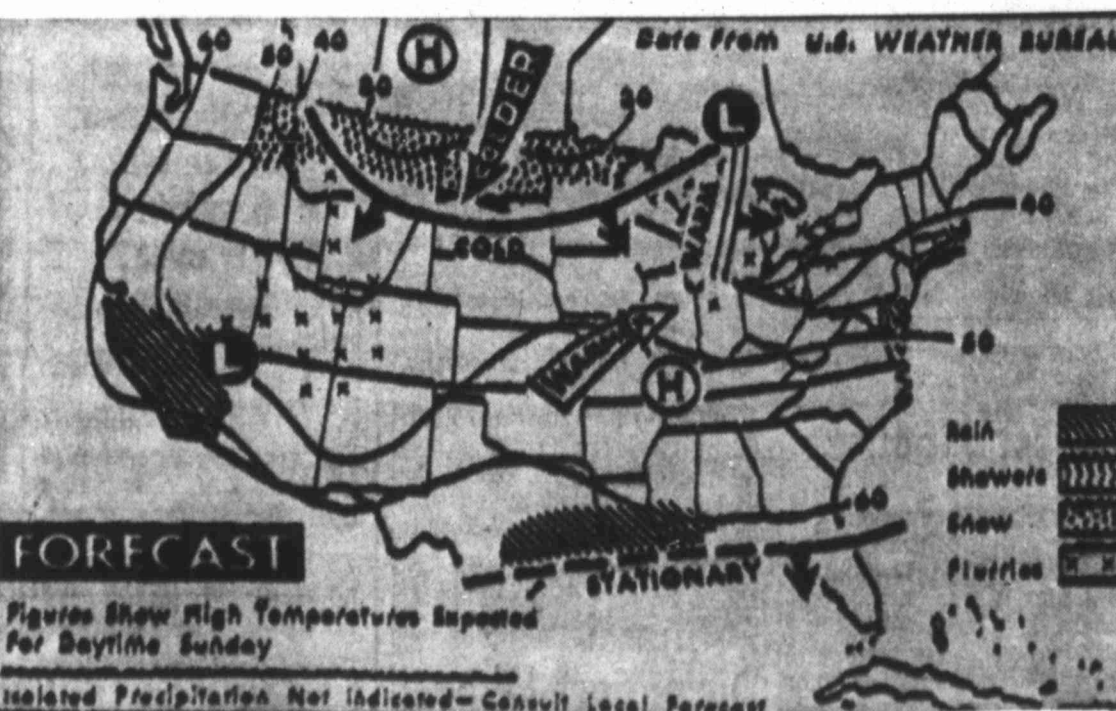 Data From U.S. WEATHER BUREAU
60
50
40
H
30
COLDER
30
L
COLD
WARM
40
L
WARMER
H
50
60
STATIONARY
Rain
Showers
Snow
Flurries
FORECAST
Figures Show High Temperatures Expected
For Daytime Sunday
Isolated Precipitation Not Indicated—Consult Local Forecast